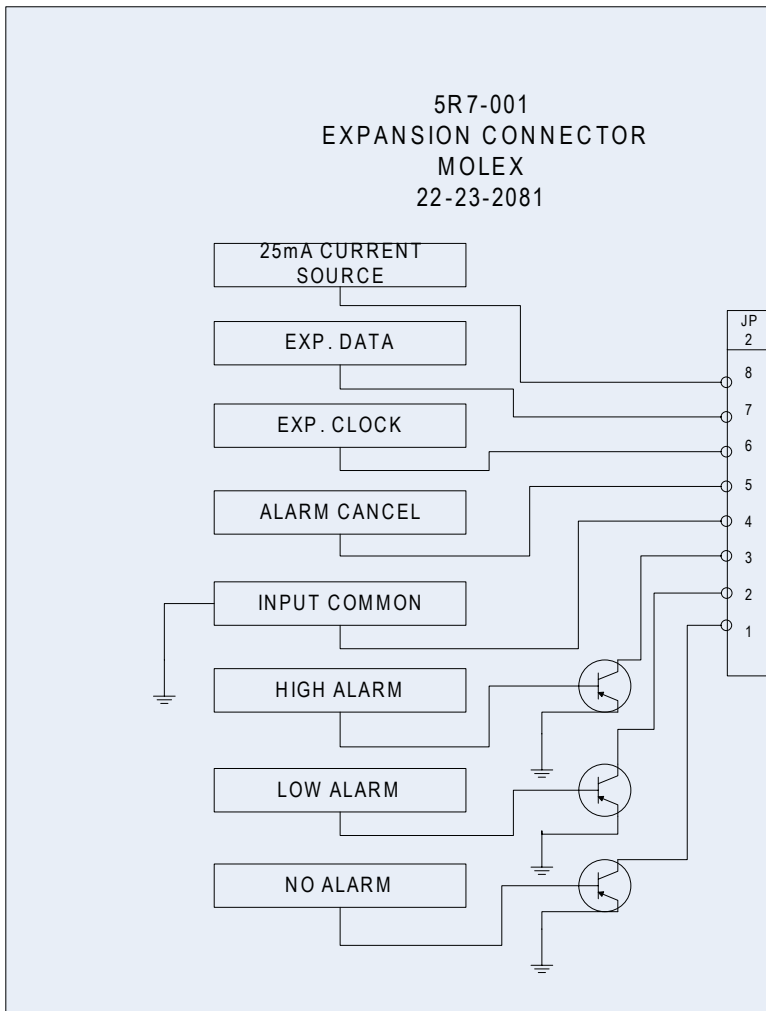 5R7-001
EXPANSION CONNECTOR
MOLEX
22-23-2081
25mA CURRENT
SOURCE
JP
2
EXP. DATA
8
7
EXP. CLOCK
6
5
ALARM CANCEL
4
3
INPUT COMMON
2
1
HIGH ALARM
LOW ALARM
NO ALARM